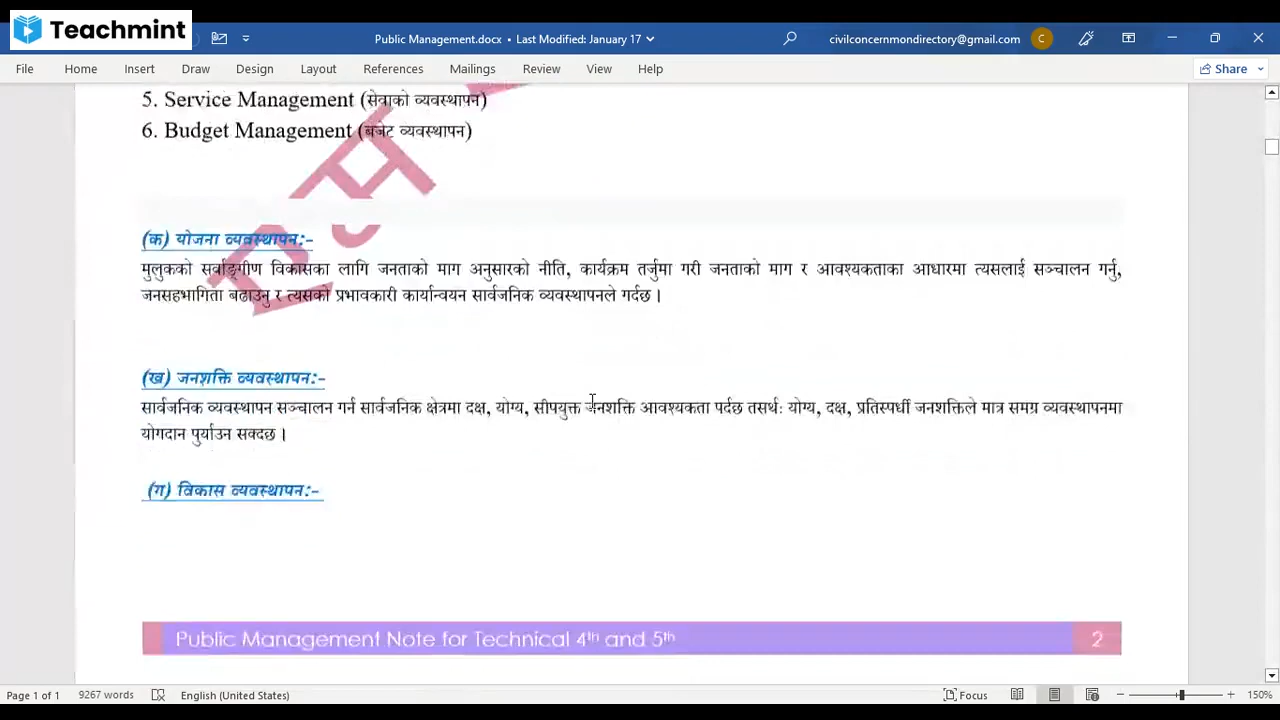 Teachmint
Public Management.docx • Last Modified: January 17
civilconcernmondirectory@gmail.com C
File Home Insert Draw Design Layout References Mailings Review View Help Share
5. Service Management (सेवाको व्यवस्थापन)
6. Budget Management (बजेट व्यवस्थापन)
(क) योजना व्यवस्थापन:-
मुलुकको सर्वाङ्गीण विकासका लागि जनताको माग अनुसारको नीति, कार्यक्रम तर्जुमा गरी जनताको माग र आवश्यकताका आधारमा त्यसलाई सञ्चालन गर्नु,
जनसहभागिता बढाउनु र त्यसको प्रभावकारी कार्यान्वयन सार्वजनिक व्यवस्थापनले गर्दछ ।
(ख) जनशक्ति व्यवस्थापन:-
सार्वजनिक व्यवस्थापन सञ्चालन गर्न सार्वजनिक क्षेत्रमा दक्ष, योग्य, सीपयुक्त जनशक्ति आवश्यकता पर्दछ तसर्थ: योग्य, दक्ष, प्रतिस्पर्धी जनशक्तिले मात्र समग्र व्यवस्थापनमा
योगदान पुर्याउन सक्दछ ।
(ग) विकास व्यवस्थापन:-
Public Management Note for Technical 4th and 5th 2
Page 1 of 1 9267 words English (United States) Focus 150%